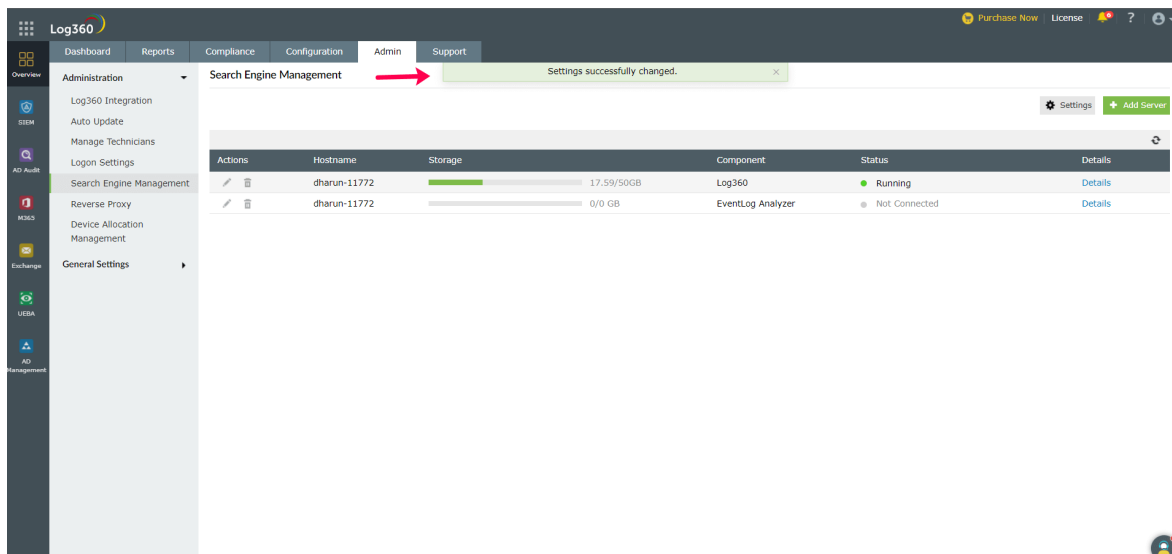 Log360
Purchase Now License 6 ?
Dashboard Reports Compliance Configuration Admin Support
Overview
SIEM
AD Audit
M365
Exchange
UEBA
AD
Management
Administration
Log360 Integration
Auto Update
Manage Technicians
Logon Settings
Search Engine Management
Reverse Proxy
Device Allocation
Management
General Settings
Search Engine Management
Settings successfully changed. ×
Settings + Add Server
Actions Hostname Storage Component Status Details
dharun-11772 17.59/50GB Log360 Running Details
dharun-11772 0/0 GB EventLog Analyzer Not Connected Details